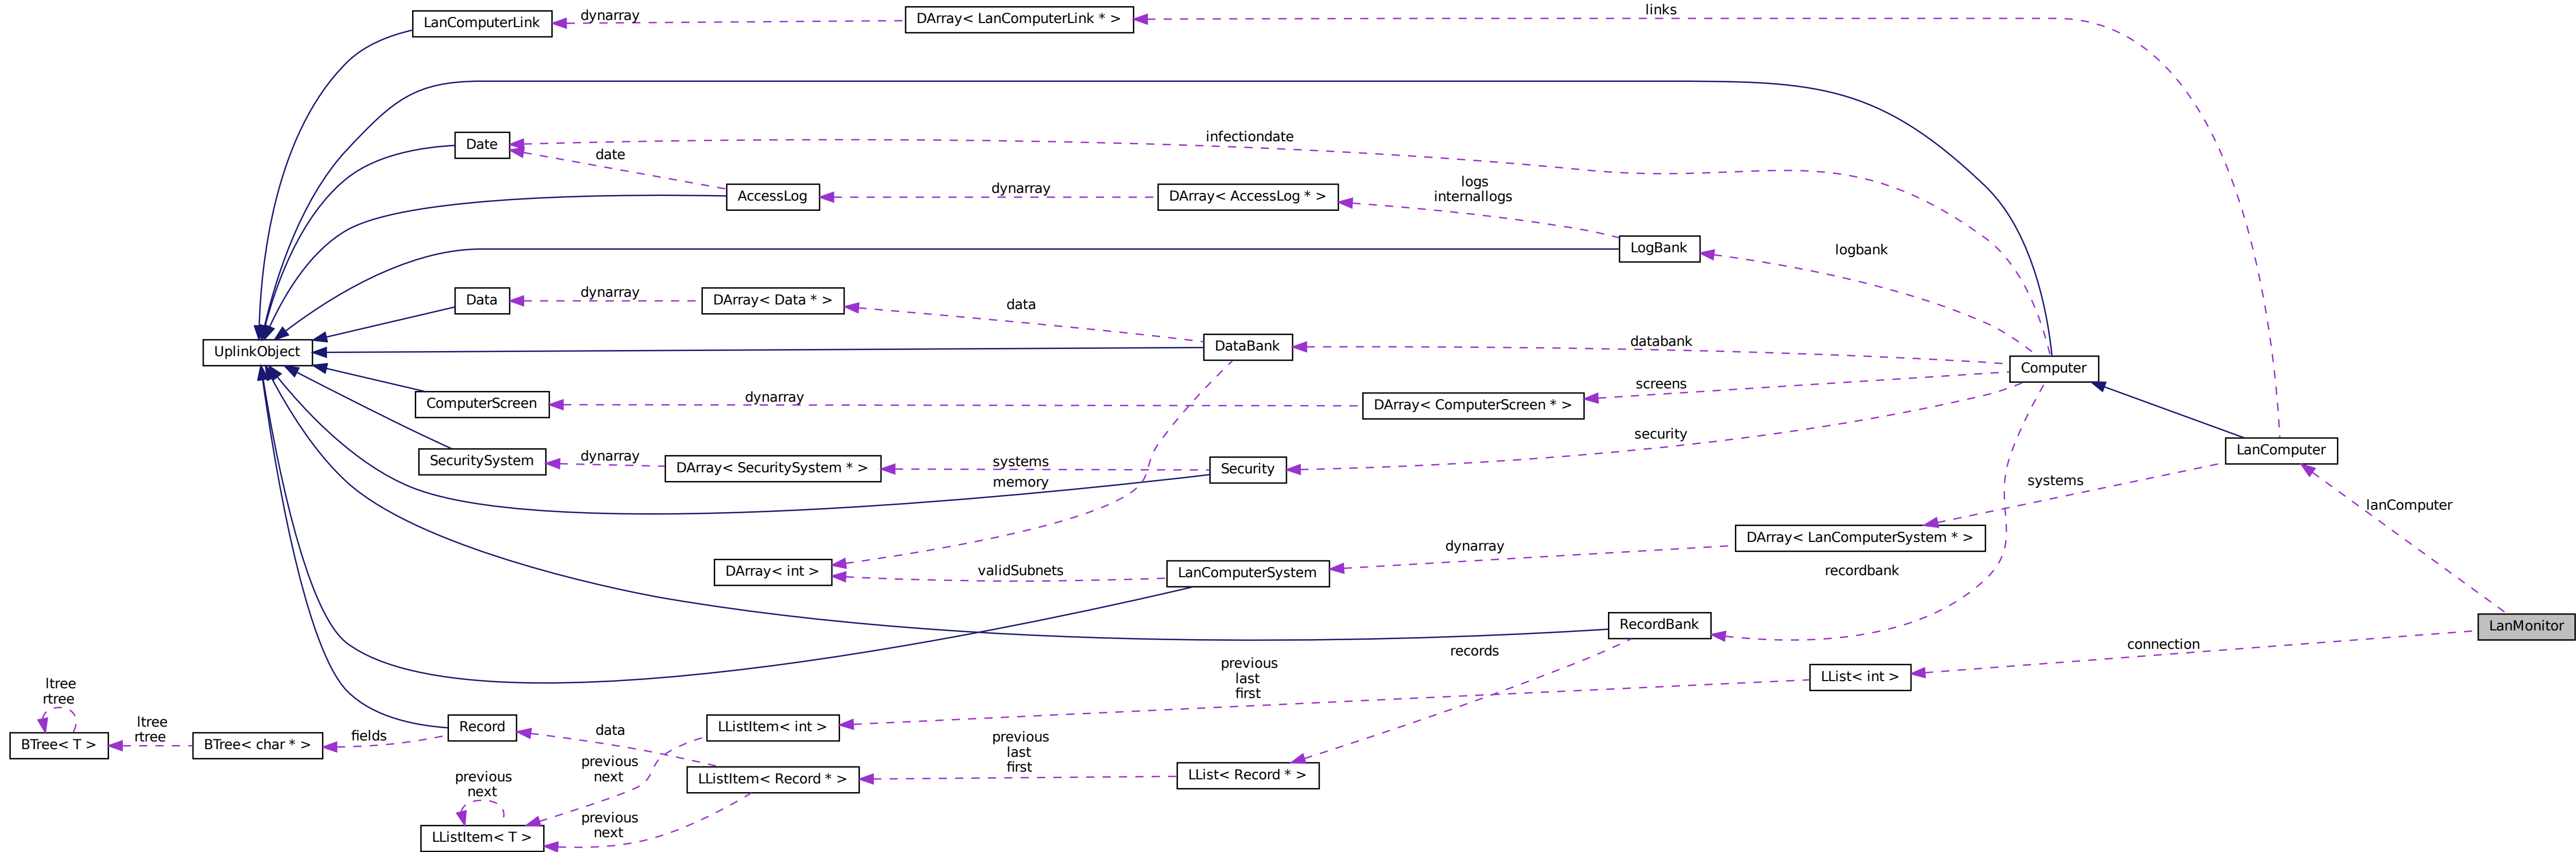 links
LanComputerLink
dynarray
DArray< LanComputerLink * >
infectiondate
Date
date
AccessLog
dynarray
DArray< AccessLog * >
logs
internallogs
LogBank
logbank
Data
dynarray
DArray< Data * >
data
UplinkObject
DataBank
databank
Computer
ComputerScreen
dynarray
DArray< ComputerScreen * >
screens
security
SecuritySystem
dynarray
DArray< SecuritySystem * >
systems
memory
Security
LanComputer
systems
lanComputer
DArray< LanComputerSystem * >
dynarray
DArray< int >
validSubnets
LanComputerSystem
recordbank
RecordBank
LanMonitor
connection
records
previous
last
first
LList< int >
ltree
rtree
BTree< T >
ltree
rtree
BTree< char * >
fields
Record
data
LListItem< int >
previous
next
previous
last
first
LListItem< Record * >
LList< Record * >
previous
next
LListItem< T >
previous
next